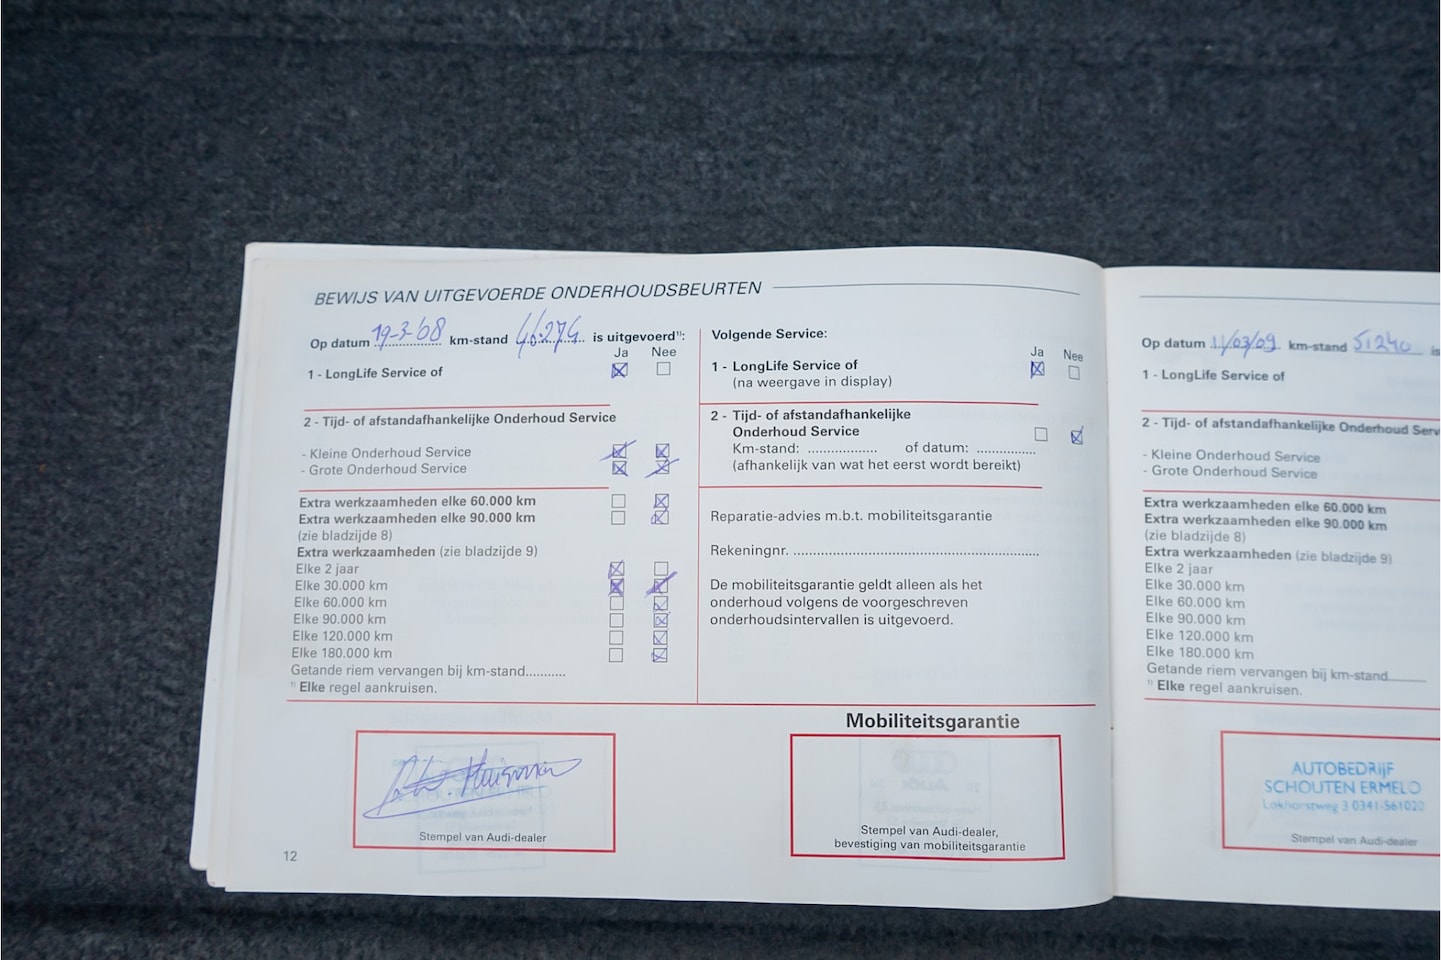 BEWIJS VAN UITGEVOERDE ONDERHOUDSBEURTEN
Op datum 19-3-'08 km-stand 46.274 is uitgevoerd¹⁾:
Ja Nee
1 - LongLife Service of
2 - Tijd- of afstandafhankelijke Onderhoud Service
- Kleine Onderhoud Service
- Grote Onderhoud Service
Extra werkzaamheden elke 60.000 km
Extra werkzaamheden elke 90.000 km
(zie bladzijde 8)
Extra werkzaamheden (zie bladzijde 9)
Elke 2 jaar
Elke 30.000 km
Elke 60.000 km
Elke 90.000 km
Elke 120.000 km
Elke 180.000 km
Getande riem vervangen bij km-stand...........
¹⁾ Elke regel aankruisen.
Stempel van Audi-dealer
12
Volgende Service:
Ja Nee
1 - LongLife Service of
(na weergave in display)
2 - Tijd- of afstandafhankelijke
Onderhoud Service
Km-stand: .................. of datum: ...............
(afhankelijk van wat het eerst wordt bereikt)
Reparatie-advies m.b.t. mobiliteitsgarantie
Rekeningnr. ...............................................................
De mobiliteitsgarantie geldt alleen als het
onderhoud volgens de voorgeschreven
onderhoudsintervallen is uitgevoerd.
Mobiliteitsgarantie
Stempel van Audi-dealer,
bevestiging van mobiliteitsgarantie
Op datum 11/03/09 km-stand 51240 is
1 - LongLife Service of
2 - Tijd- of afstandafhankelijke Onderhoud Serv
- Kleine Onderhoud Service
- Grote Onderhoud Service
Extra werkzaamheden elke 60.000 km
Extra werkzaamheden elke 90.000 km
(zie bladzijde 8)
Extra werkzaamheden (zie bladzijde 9)
Elke 2 jaar
Elke 30.000 km
Elke 60.000 km
Elke 90.000 km
Elke 120.000 km
Elke 180.000 km
Getande riem vervangen bij km-stand...........
¹⁾ Elke regel aankruisen.
AUTOBEDRIJF
SCHOUTEN ERMELO
Lokhorstweg 3 0341-561020
Stempel van Audi-dealer